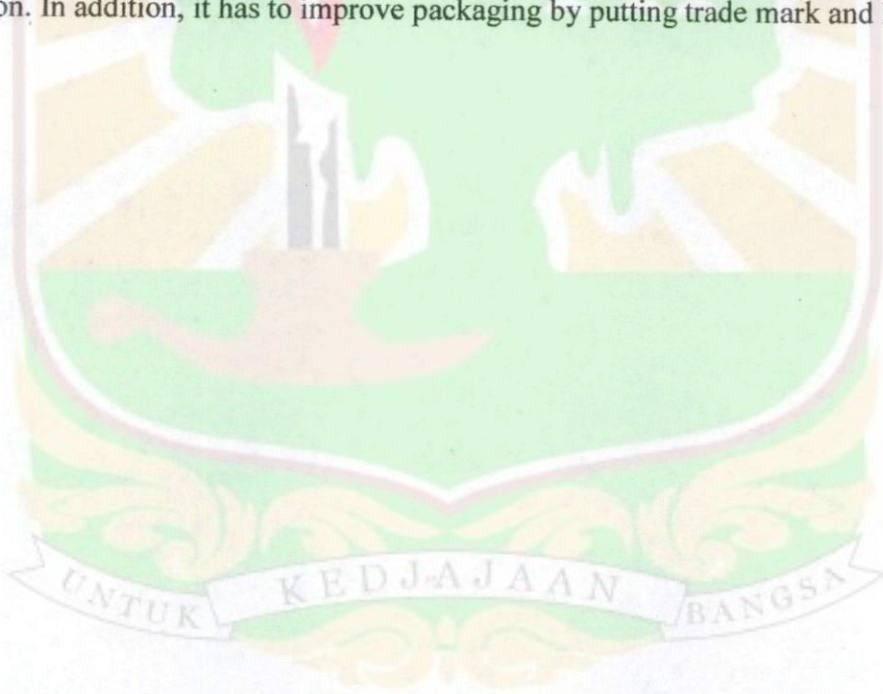 on. In addition, it has to improve packaging by putting trade mark and
UNTUK KEDJAJAAN BANGSA